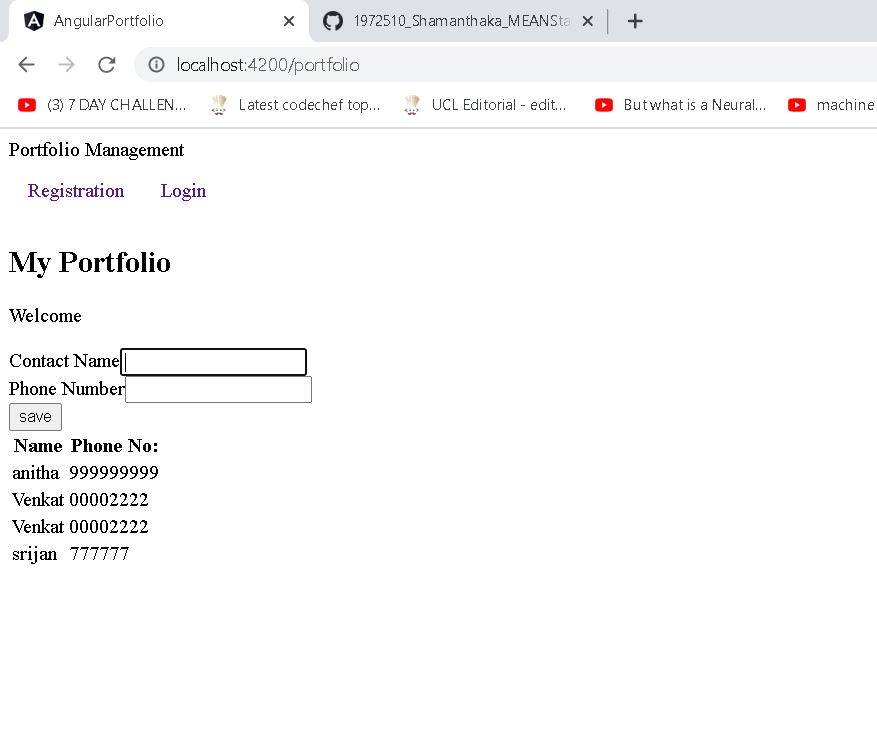 AngularPortfolio 1972510_Shamanthaka_MEANSta
localhost:4200/portfolio
(3) 7 DAY CHALLEN... Latest codechef top... UCL Editorial - edit... But what is a Neural... machine
Portfolio Management
Registration Login
My Portfolio
Welcome
Contact Name
Phone Number
save
Name Phone No:
anitha 999999999
Venkat 00002222
Venkat 00002222
srijan 777777